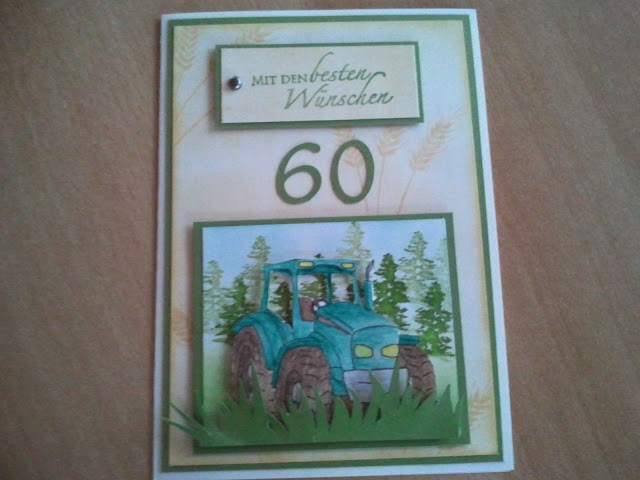 MIT DEN besten
Wünschen
60